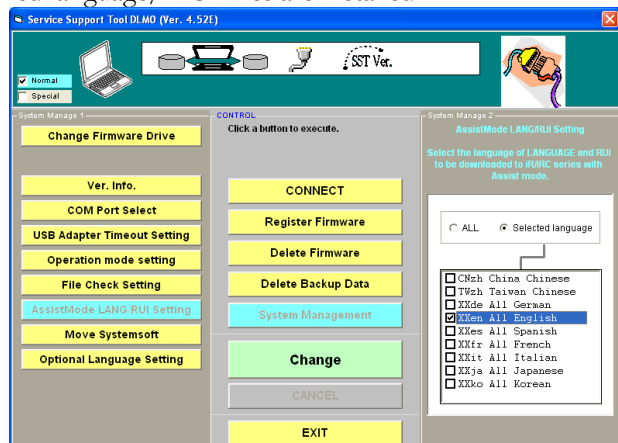 Service Support Tool DLMO (Ver. 4.52E)
Normal
Special
SST Ver.
System Manage 1
Change Firmware Drive
Ver. Info.
COM Port Select
USB Adapter Timeout Setting
Operation mode setting
File Check Setting
AssistMode LANG/RUI Setting
Move Systemsoft
Optional Language Setting
CONTROL
Click a button to execute.
CONNECT
Register Firmware
Delete Firmware
Delete Backup Data
System Management
Change
CANCEL
EXIT
System Manage 2
AssistMode LANG/RUI Setting
Select the language of LANGUAGE and RUI
to be downloaded to iR/iRC series with
Assist mode.
ALL
Selected language
CNzh China Chinese
TWzh Taiwan Chinese
XXde All German
XXen All English
XXes All Spanish
XXfr All French
XXit All Italian
XXja All Japanese
XXko All Korean